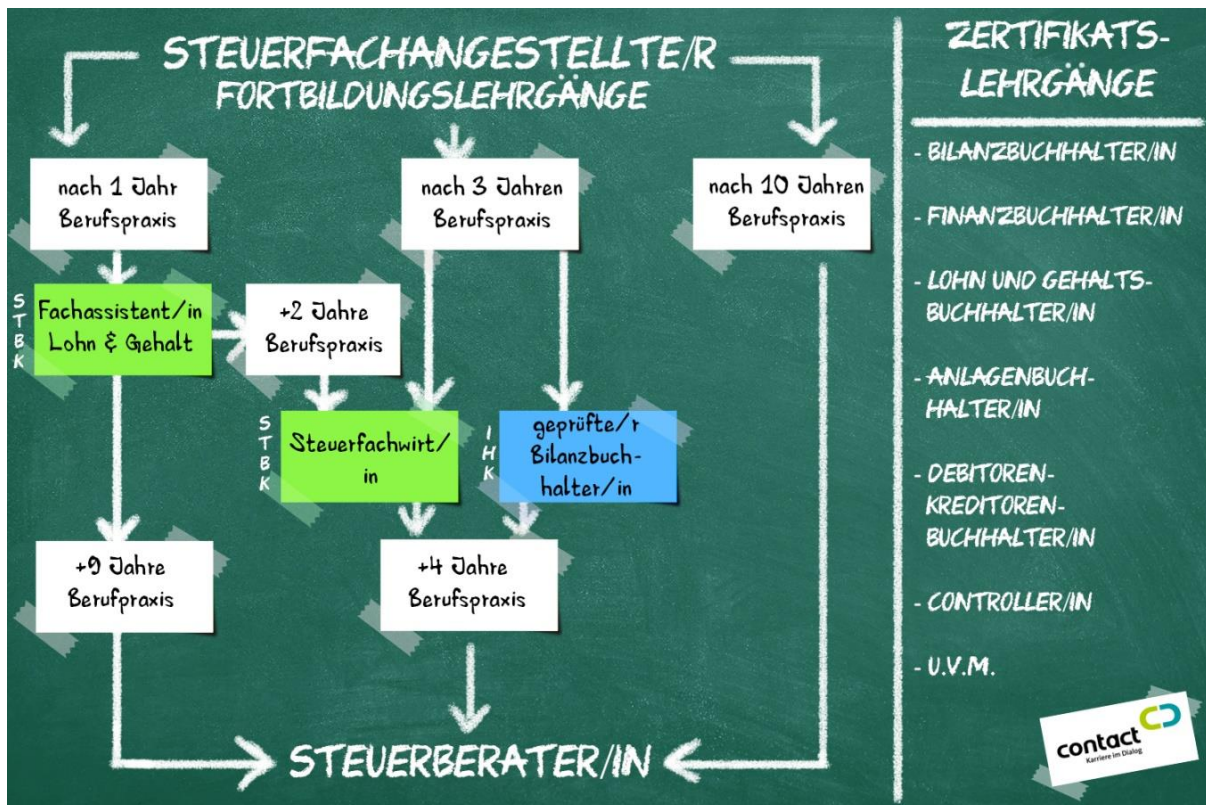 STEUERFACHANGESTELLTE/R
FORTBILDUNGSLEHRGÄNGE
nach 1 Jahr
Berufspraxis
nach 3 Jahren
Berufspraxis
nach 10 Jahren
Berufspraxis
STBK
Fachassistent/in
Lohn & Gehalt
+2 Jahre
Berufspraxis
STBK
Steuerfachwirt/
in
IHK
geprüfte/r
Bilanzbuch-
halter/in
+9 Jahre
Berufpraxis
+4 Jahre
Berufspraxis
STEUERBERATER/IN
ZERTIFIKATS-
LEHRGÄNGE
- BILANZBUCHHALTER/IN
- FINANZBUCHHALTER/IN
- LOHN UND GEHALTS-
BUCHHALTER/IN
- ANLAGENBUCH-
HALTER/IN
- DEBITOREN-
KREDITOREN-
BUCHHALTER/IN
- CONTROLLER/IN
- U.V.M.
contact
Karriere im Dialog